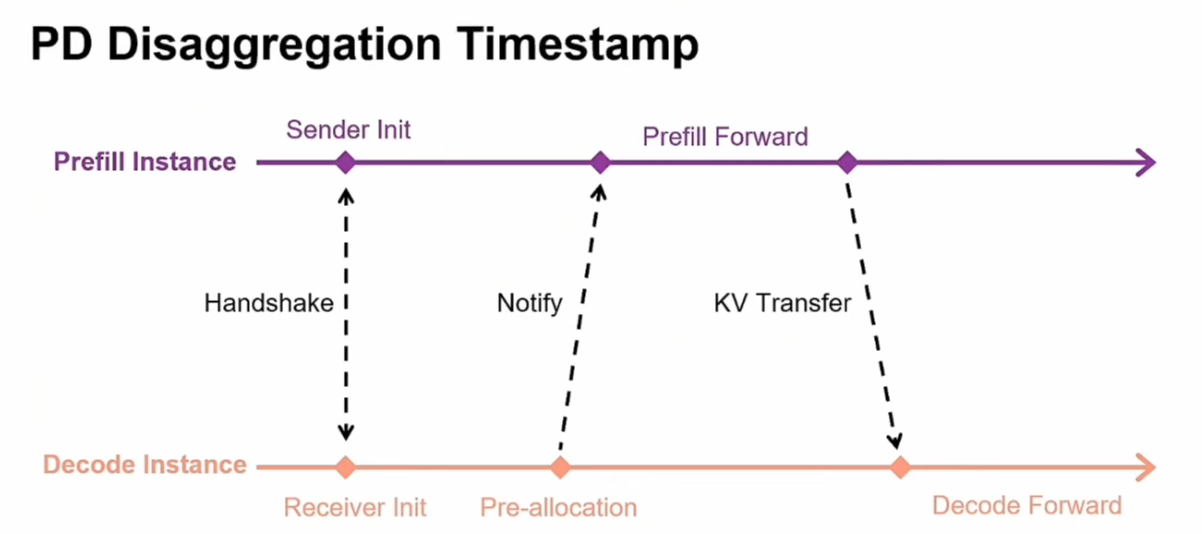 PD Disaggregation Timestamp
Sender Init
Prefill Forward
Prefill Instance
Handshake
Notify
KV Transfer
Decode Instance
Receiver Init
Pre-allocation
Decode Forward